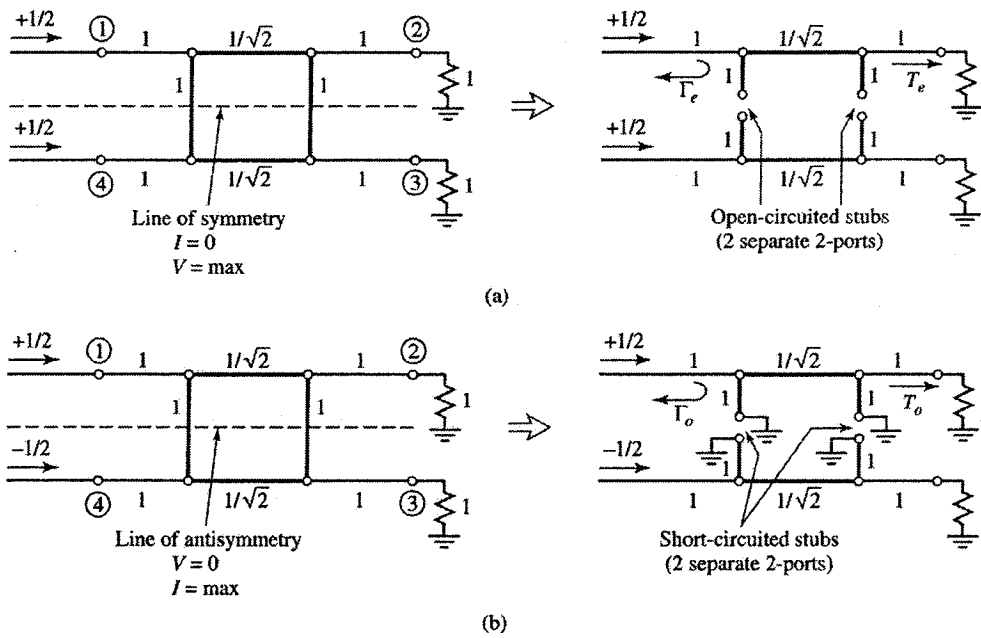 +1/2 ① 1 1/√2 1 ②
1 1 1
+1/2
④ 1 1/√2 1 ③ 1
Line of symmetry
I = 0
V = max
+1/2 1 1/√2 1
Γe 1 1 Te 1
+1/2 1 1
1 1/√2 1 1
Open-circuited stubs
(2 separate 2-ports)
(a)
+1/2 ① 1 1/√2 1 ②
1 1 1
−1/2
④ 1 1/√2 1 ③ 1
Line of antisymmetry
V = 0
I = max
+1/2 1 1/√2 1
Γo 1 1 To 1
−1/2 1 1
1 1/√2 1 1
Short-circuited stubs
(2 separate 2-ports)
(b)